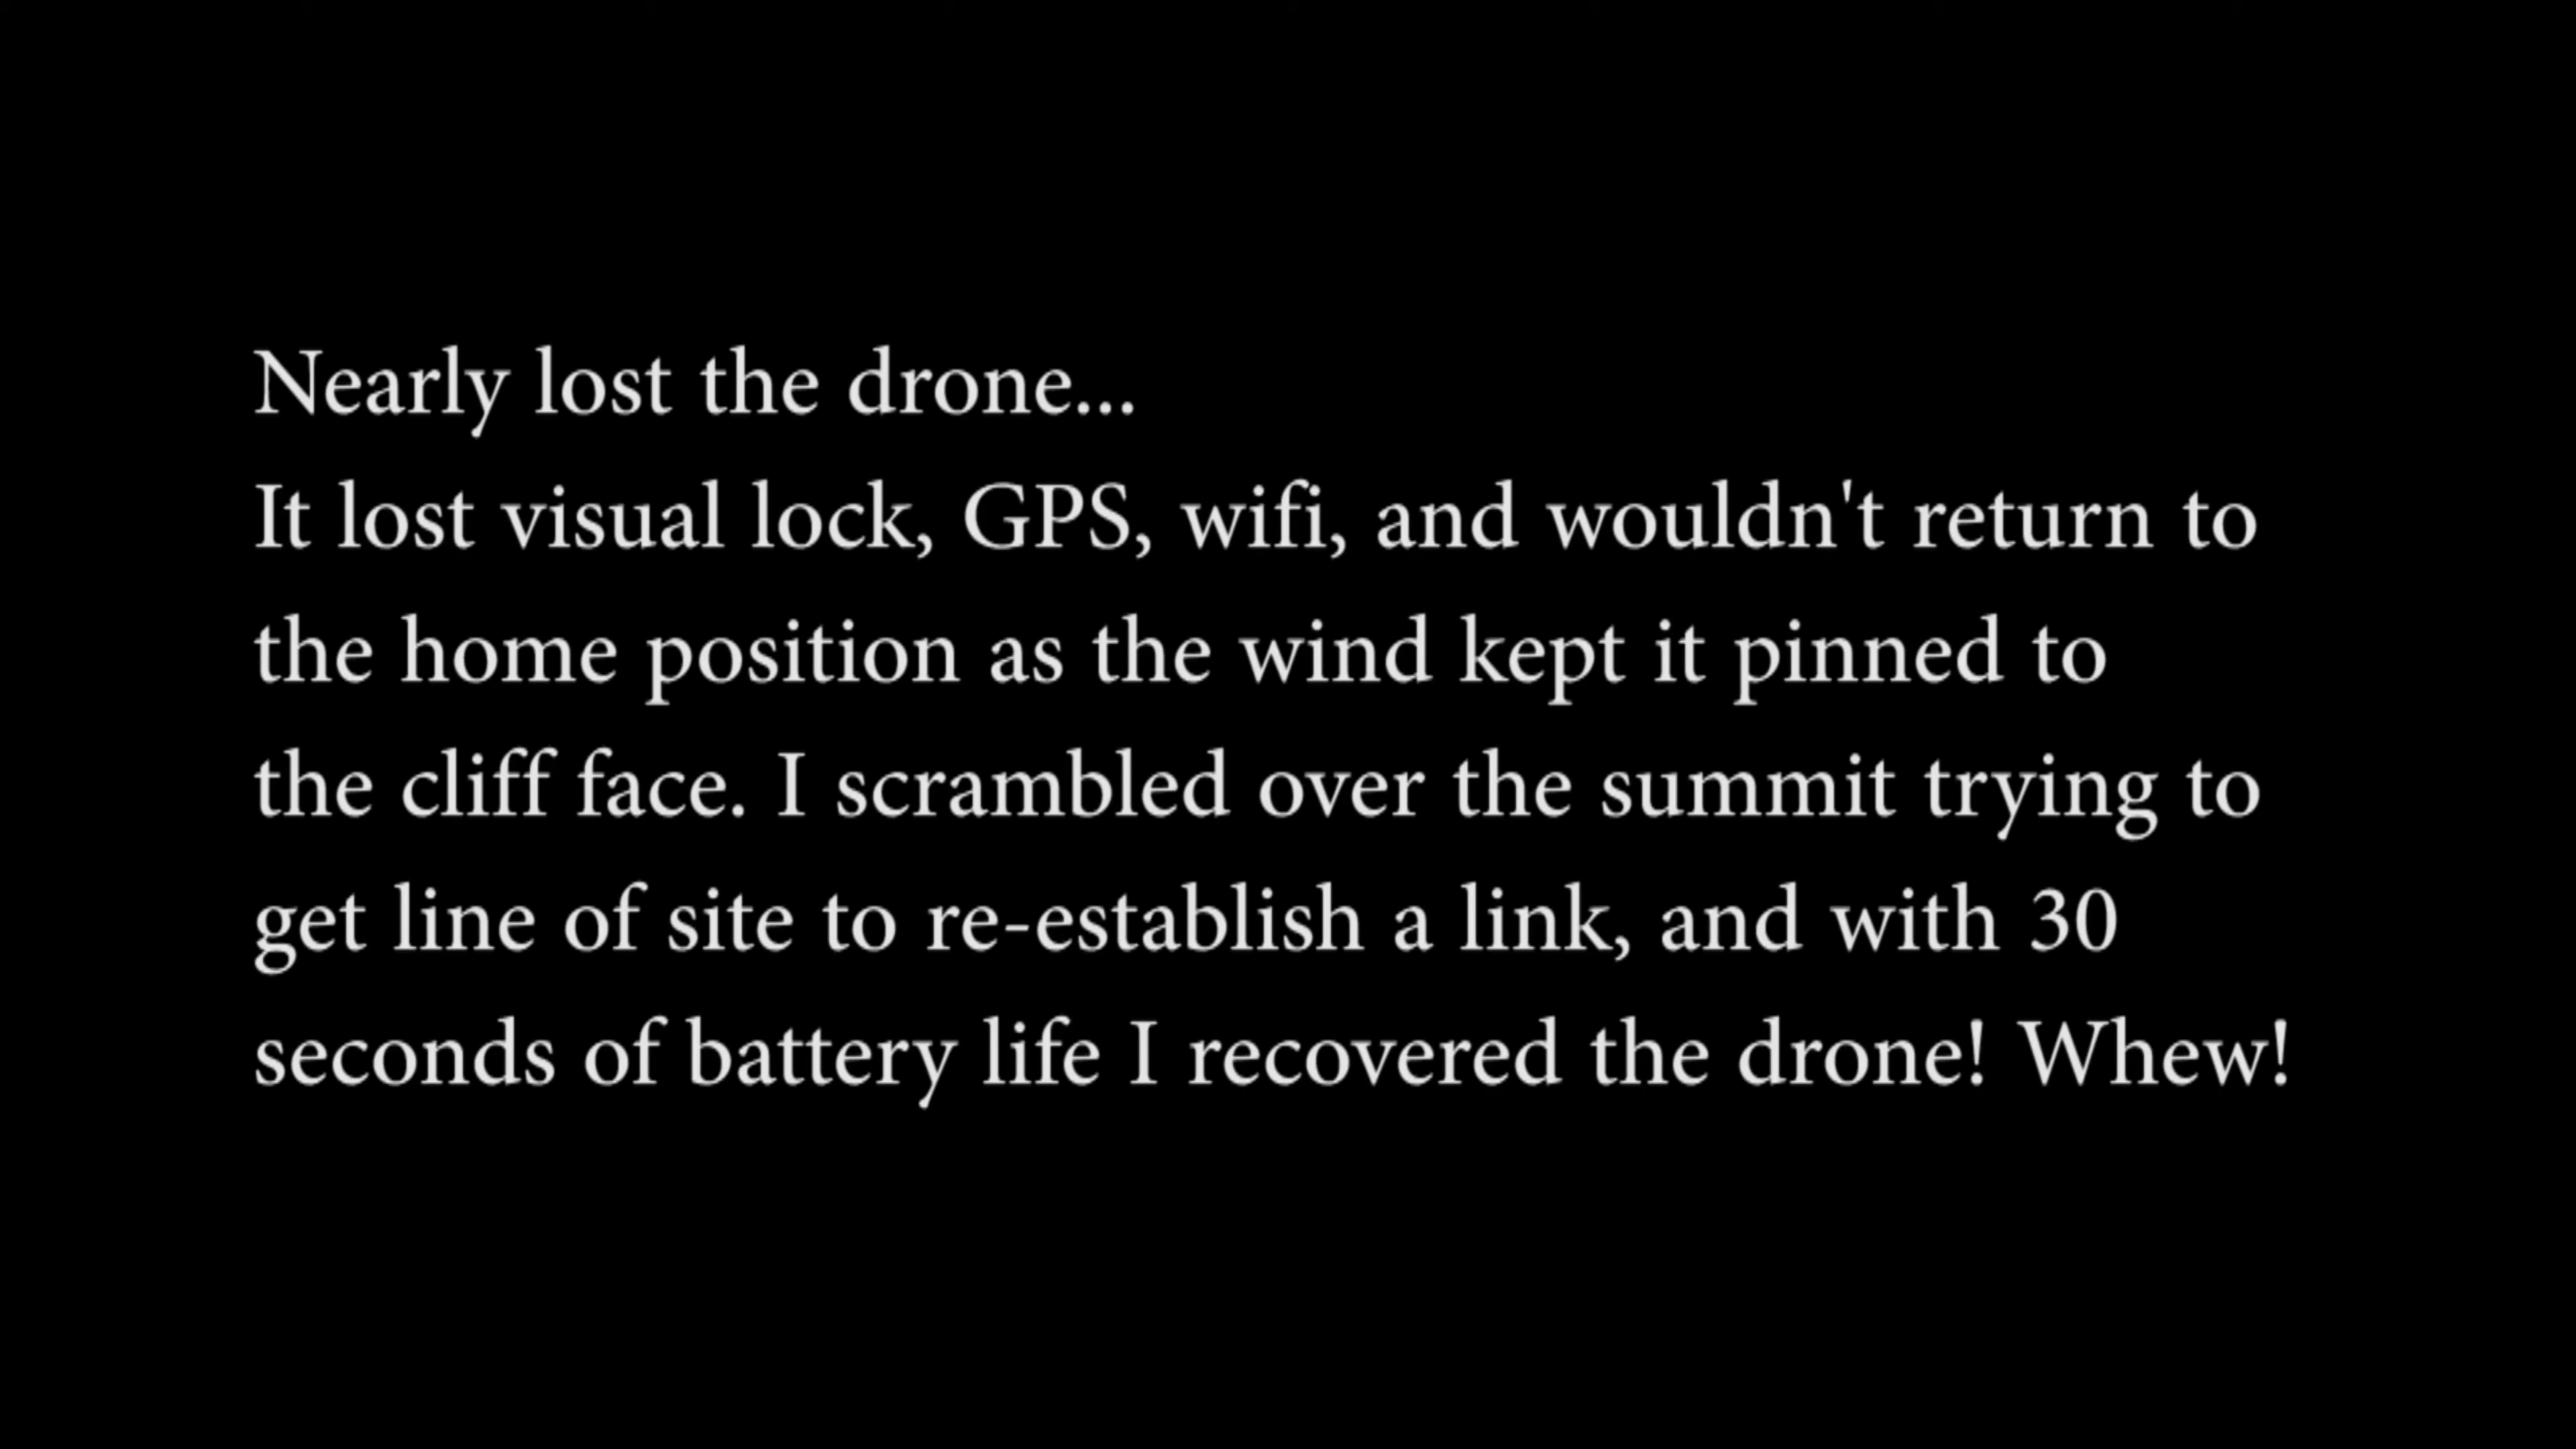 Nearly lost the drone...
It lost visual lock, GPS, wifi, and wouldn't return to
the home position as the wind kept it pinned to
the cliff face. I scrambled over the summit trying to
get line of site to re-establish a link, and with 30
seconds of battery life I recovered the drone! Whew!